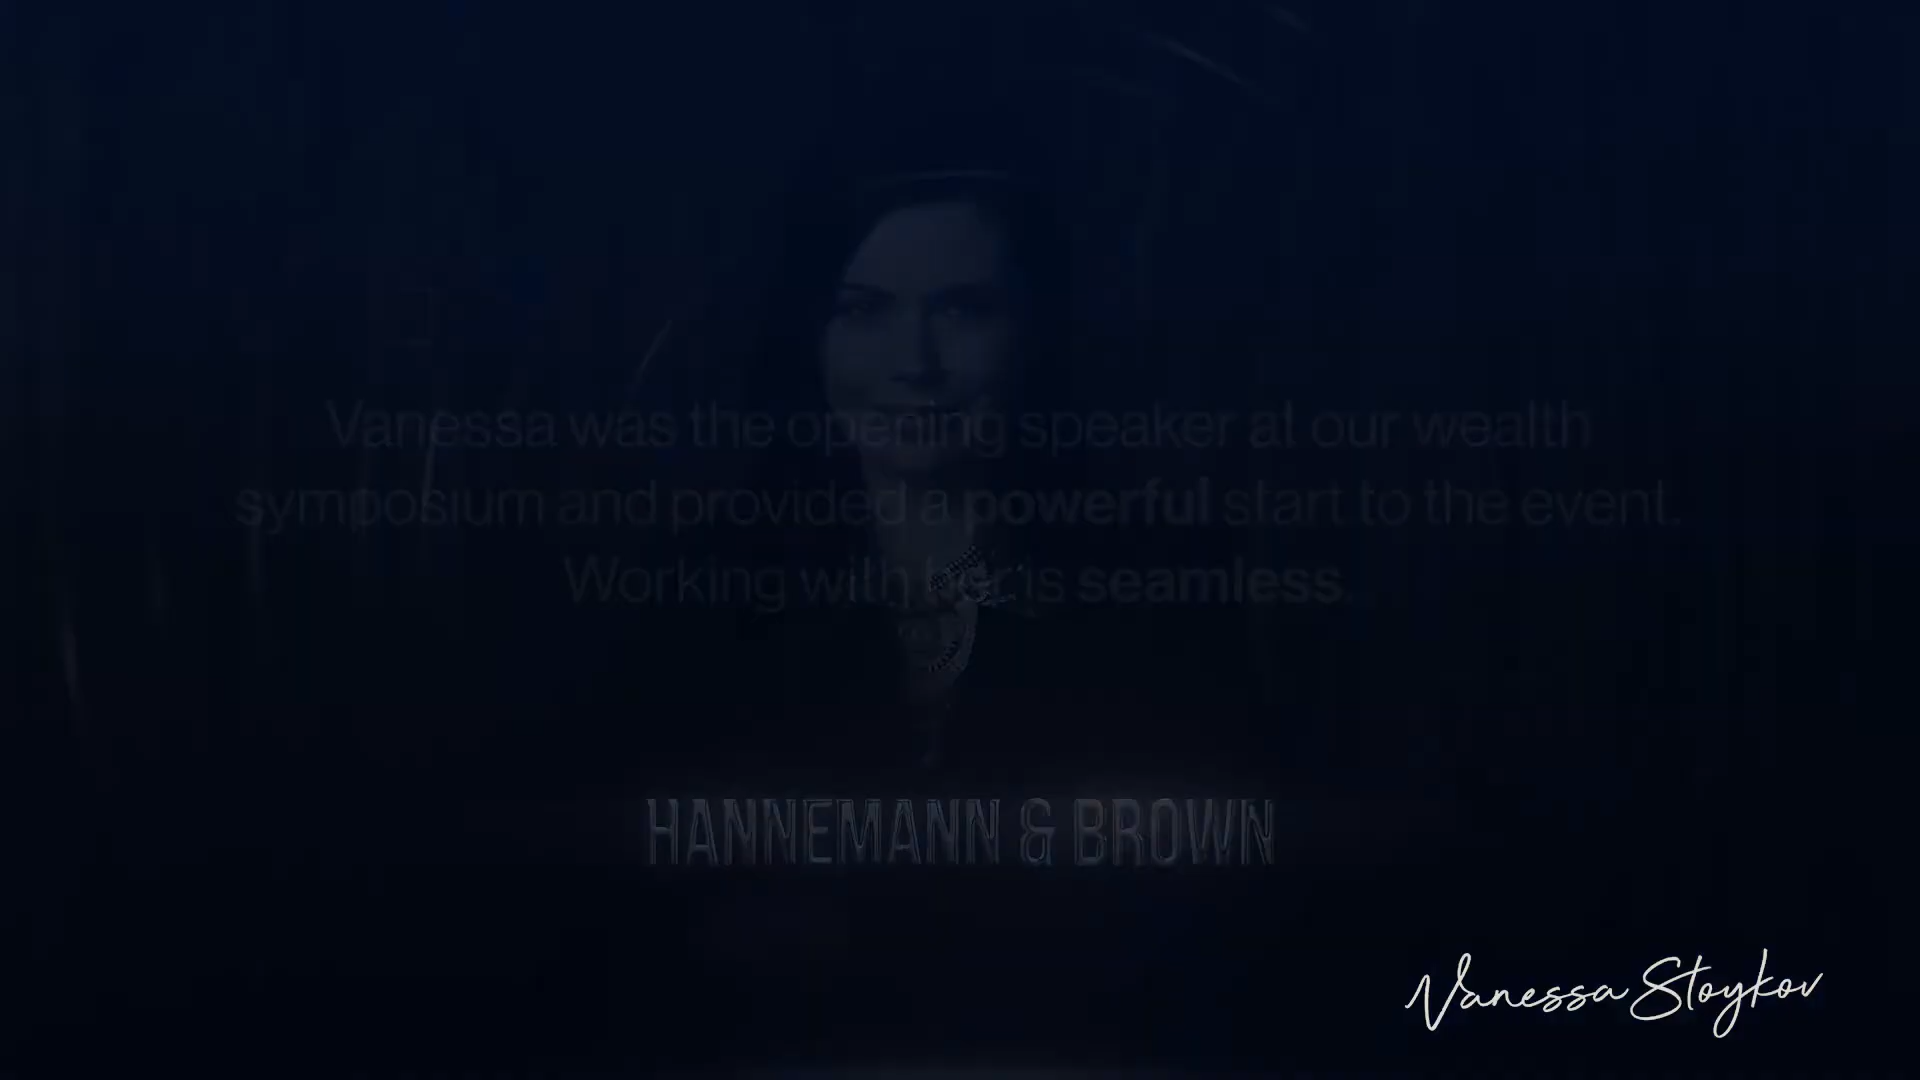 Vanessa was the opening speaker at our wealth
symposium and provided a powerful start to the event.
Working with her is seamless.
HANNEMANN & BROWN
Vanessa Stoykov